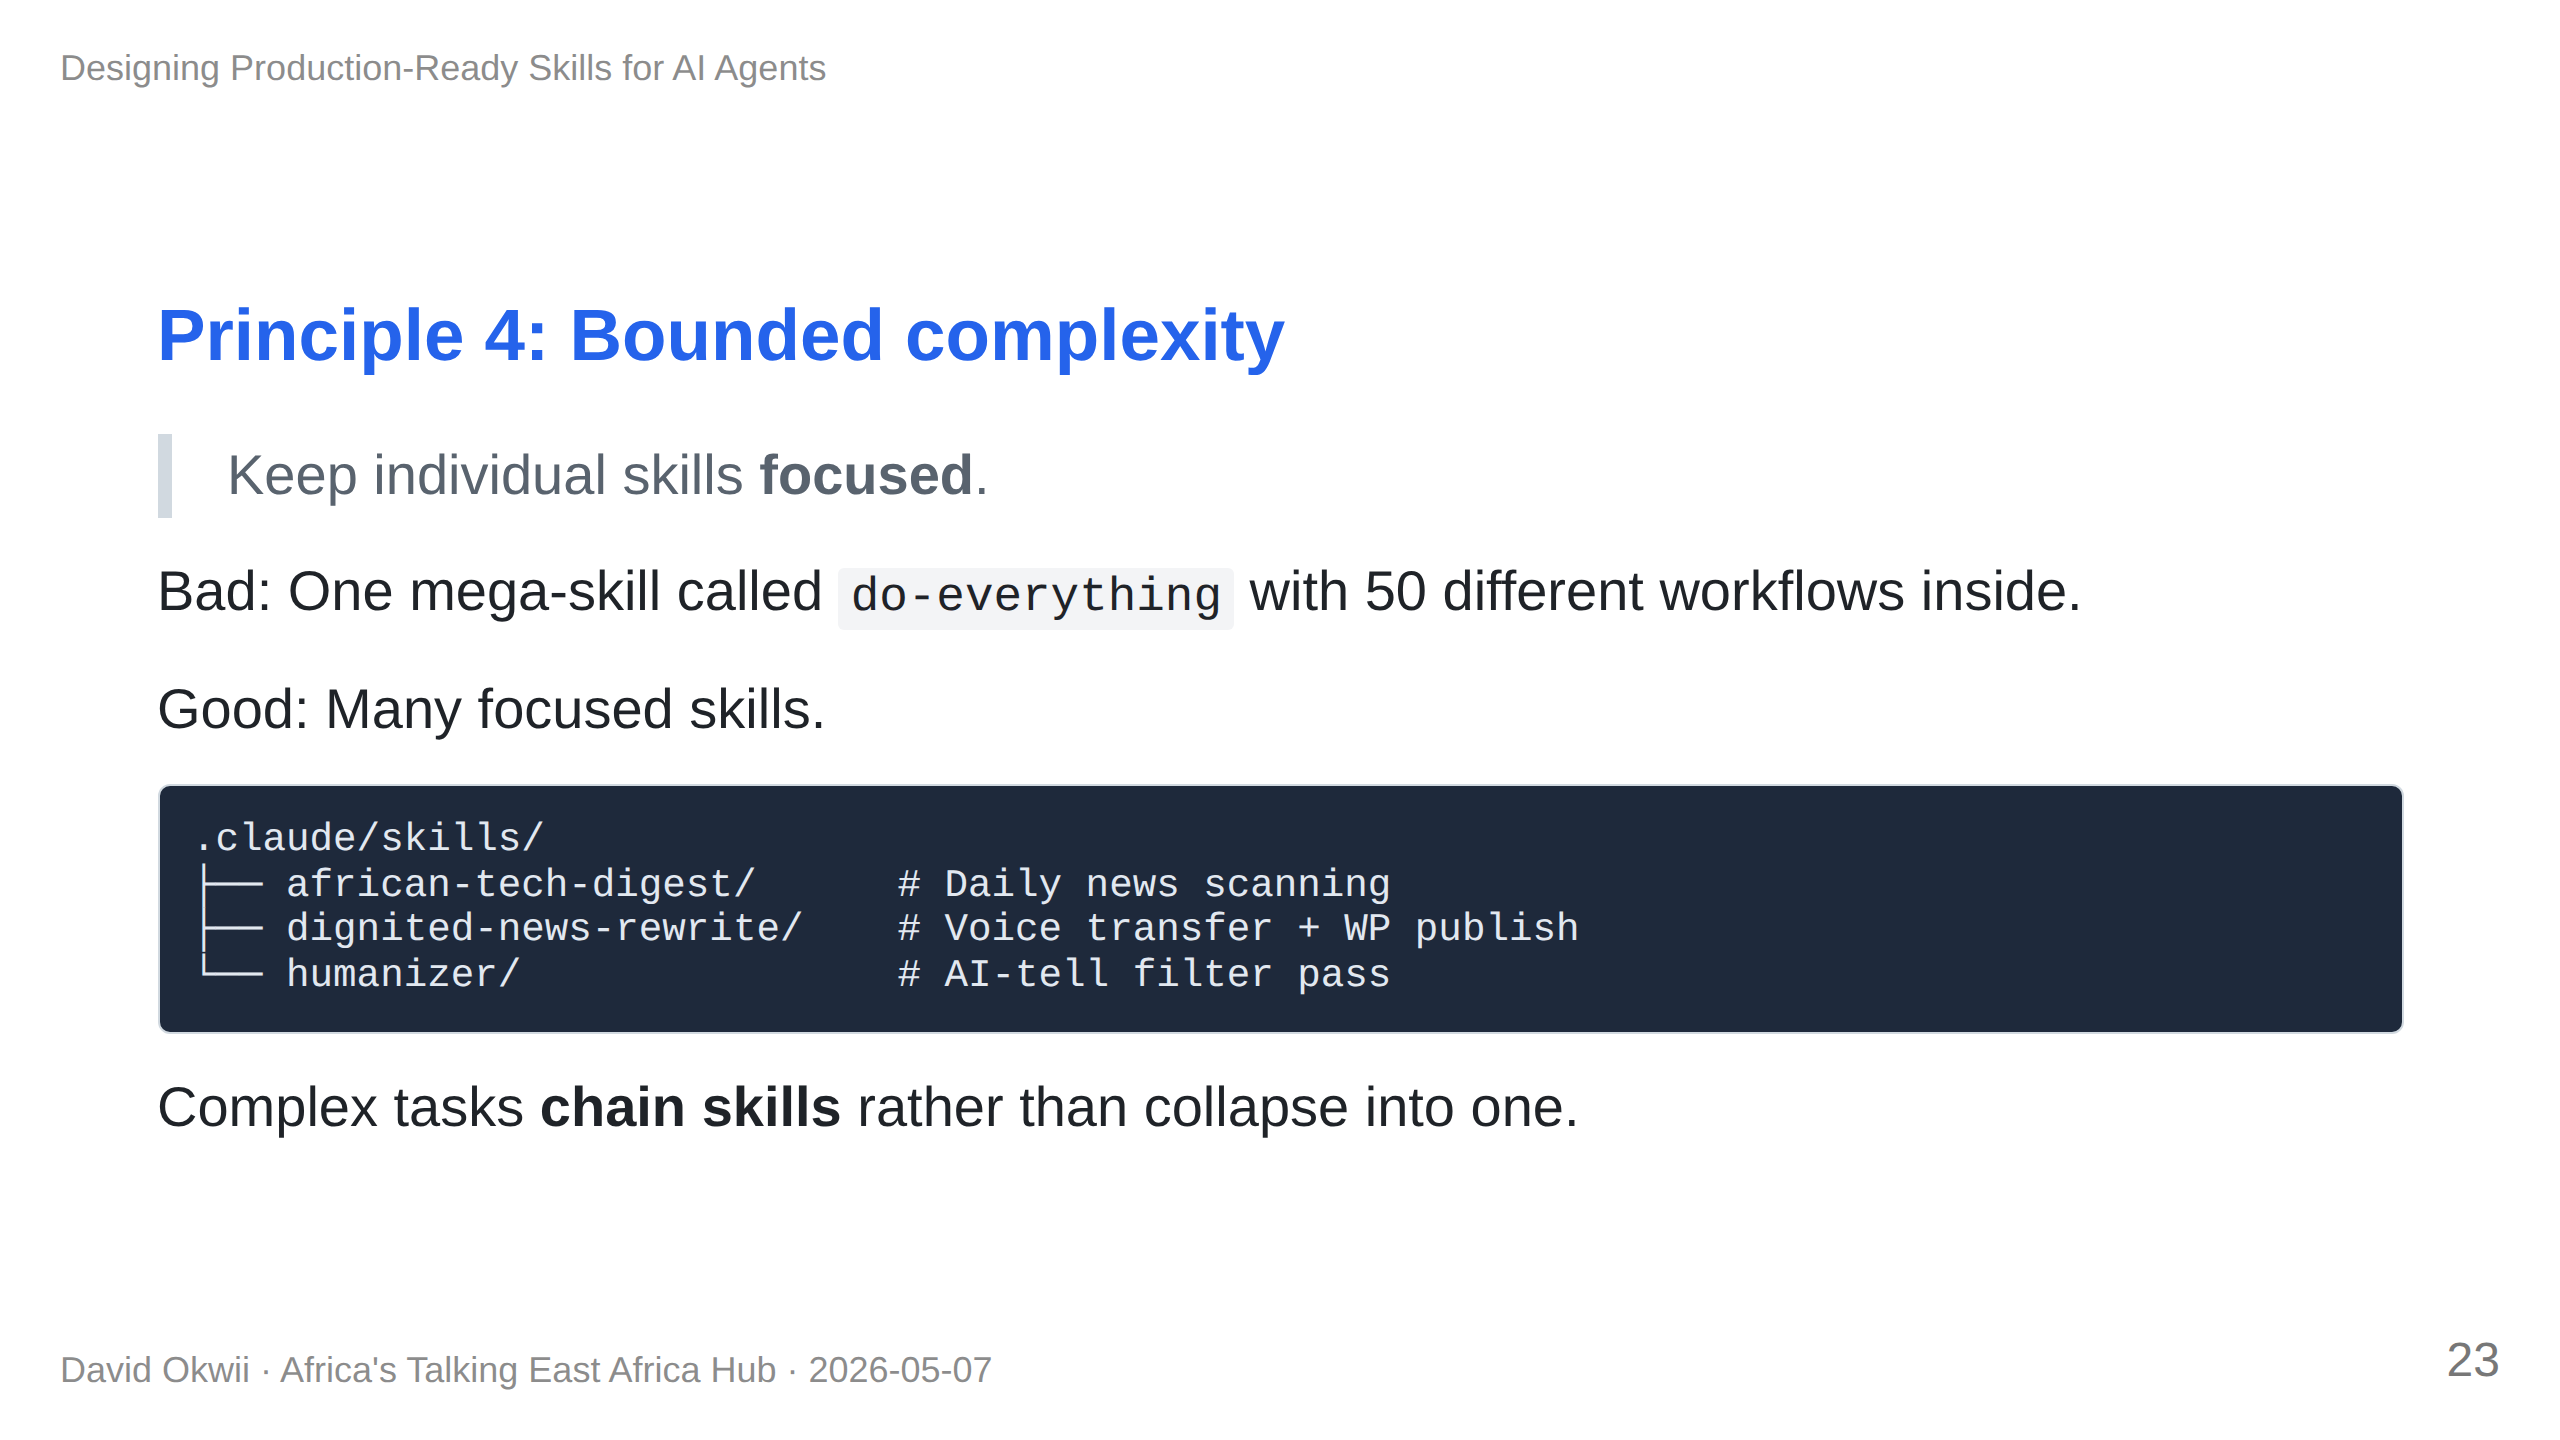 Designing Production-Ready Skills for AI Agents
Principle 4: Bounded complexity
Keep individual skills focused.
Bad: One mega-skill called do-everything with 50 different workflows inside.
Good: Many focused skills.
.claude/skills/
├── african-tech-digest/      # Daily news scanning
├── dignited-news-rewrite/    # Voice transfer + WP publish
└── humanizer/                # AI-tell filter pass
Complex tasks chain skills rather than collapse into one.
David Okwii · Africa's Talking East Africa Hub · 2026-05-07
23